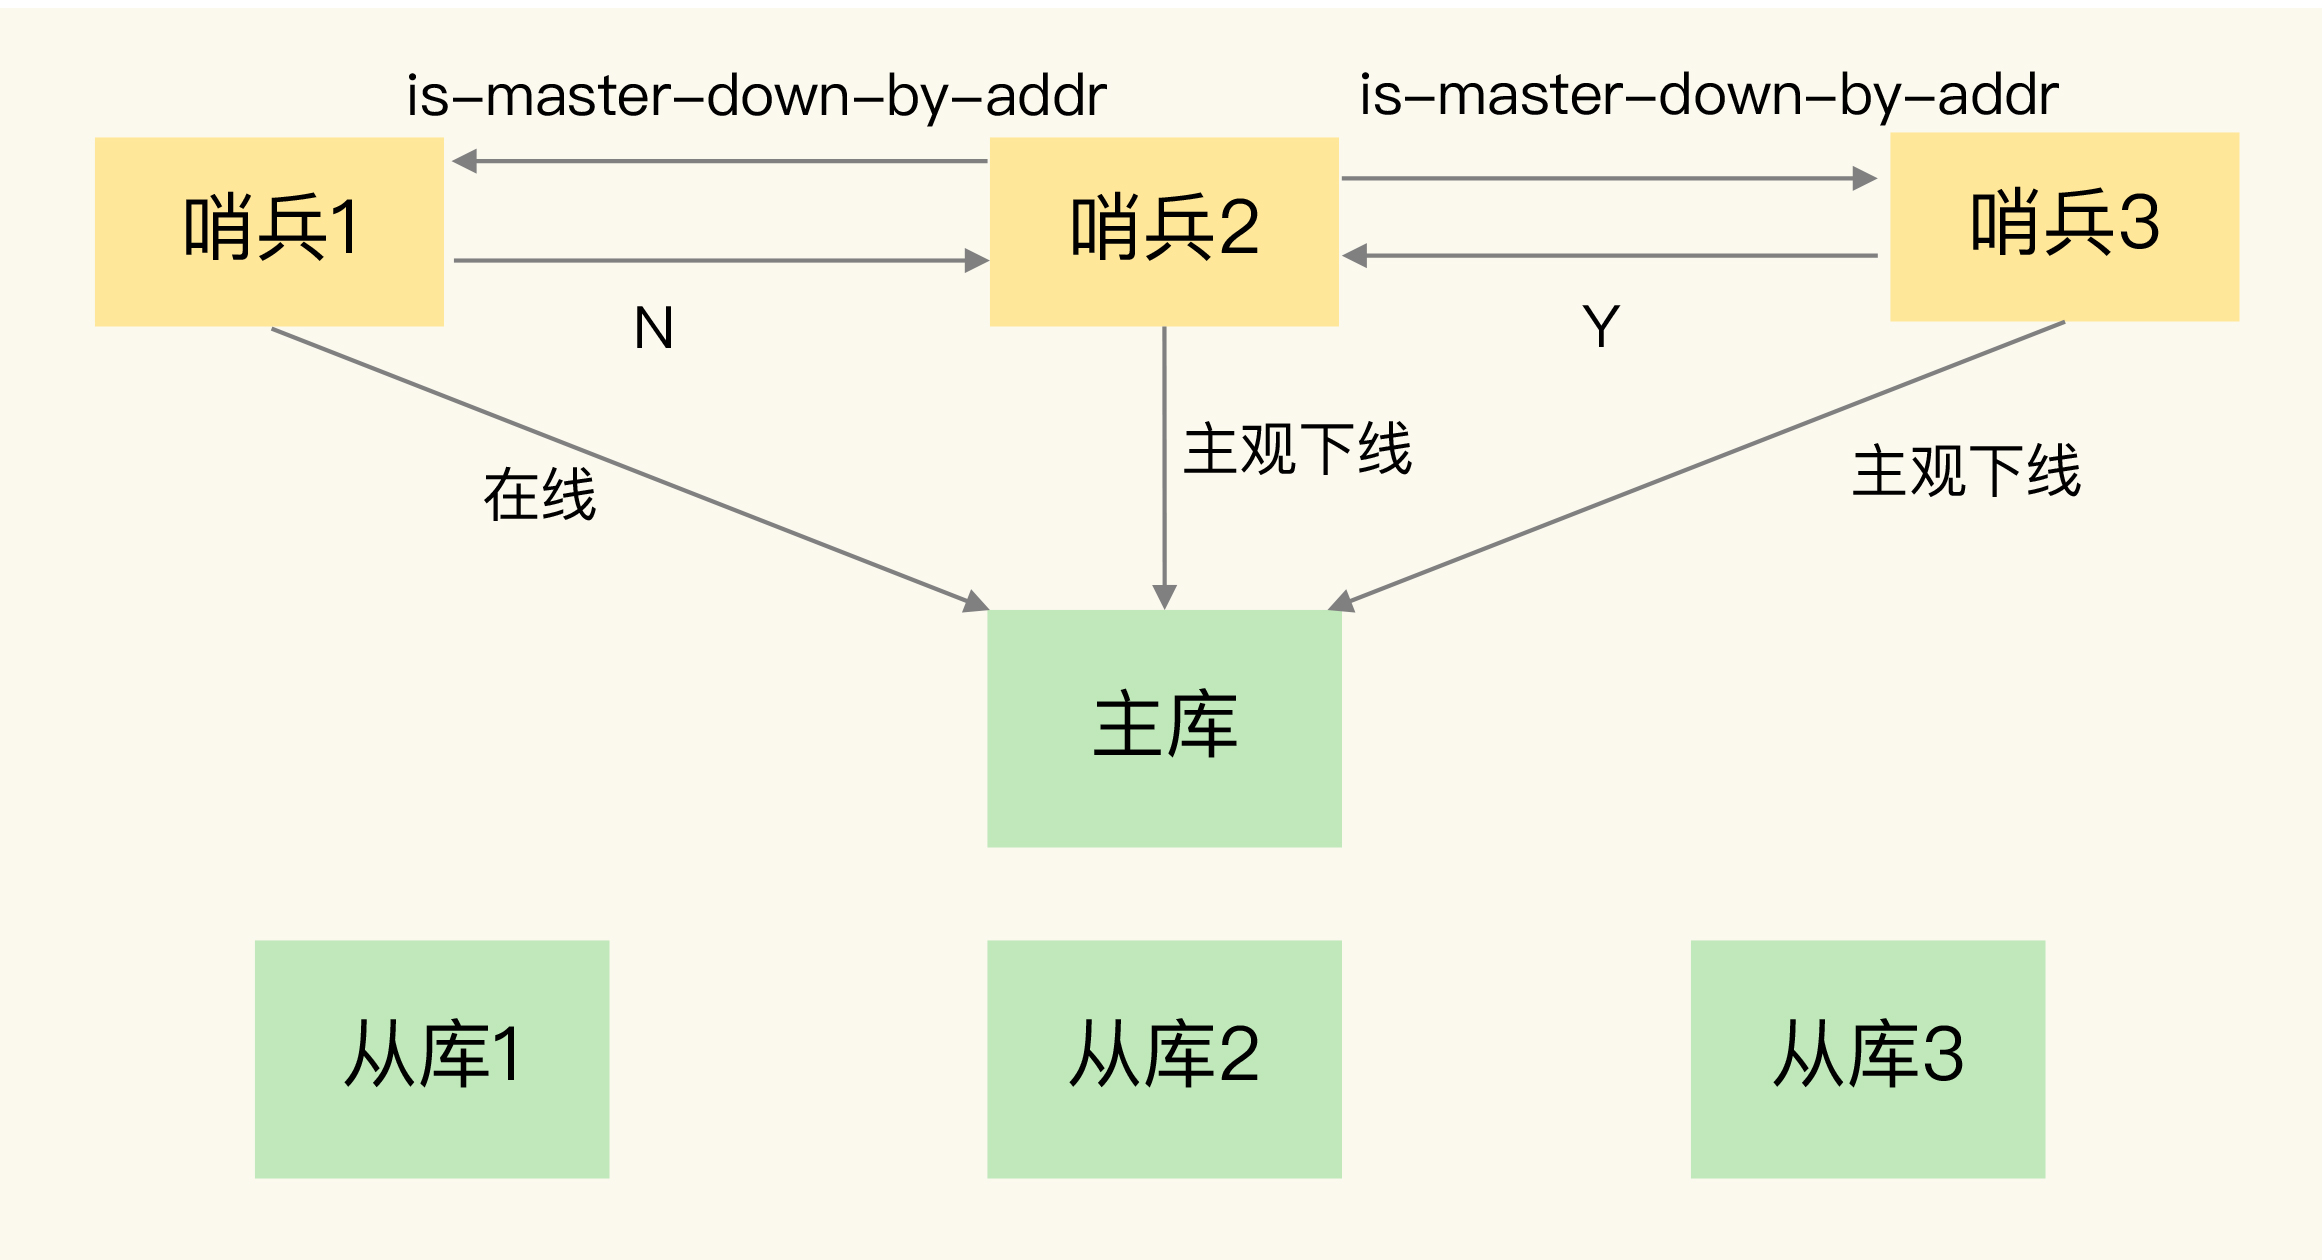 is-master-down-by-addr
is-master-down-by-addr
哨兵1
哨兵2
哨兵3
N
Y
在线
主观下线
主观下线
主库
从库1
从库2
从库3